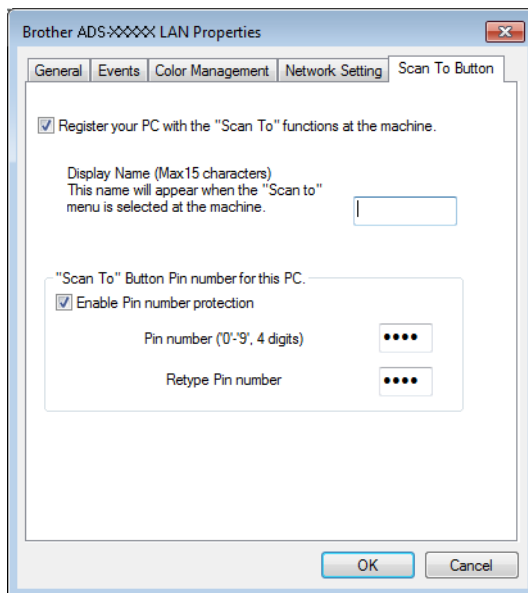 Brother ADS-XXXXX LAN Properties
General Events Color Management Network Setting Scan To Button
Register your PC with the "Scan To" functions at the machine.
Display Name (Max15 characters)
This name will appear when the "Scan to"
menu is selected at the machine.
"Scan To" Button Pin number for this PC.
Enable Pin number protection
Pin number ('0'-'9', 4 digits) ••••
Retype Pin number ••••
OK Cancel